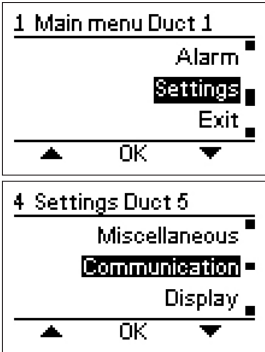 1 Main menu Duct 1
Alarm
Settings
Exit
OK
4 Settings Duct 5
Miscellaneous
Communication
Display
OK